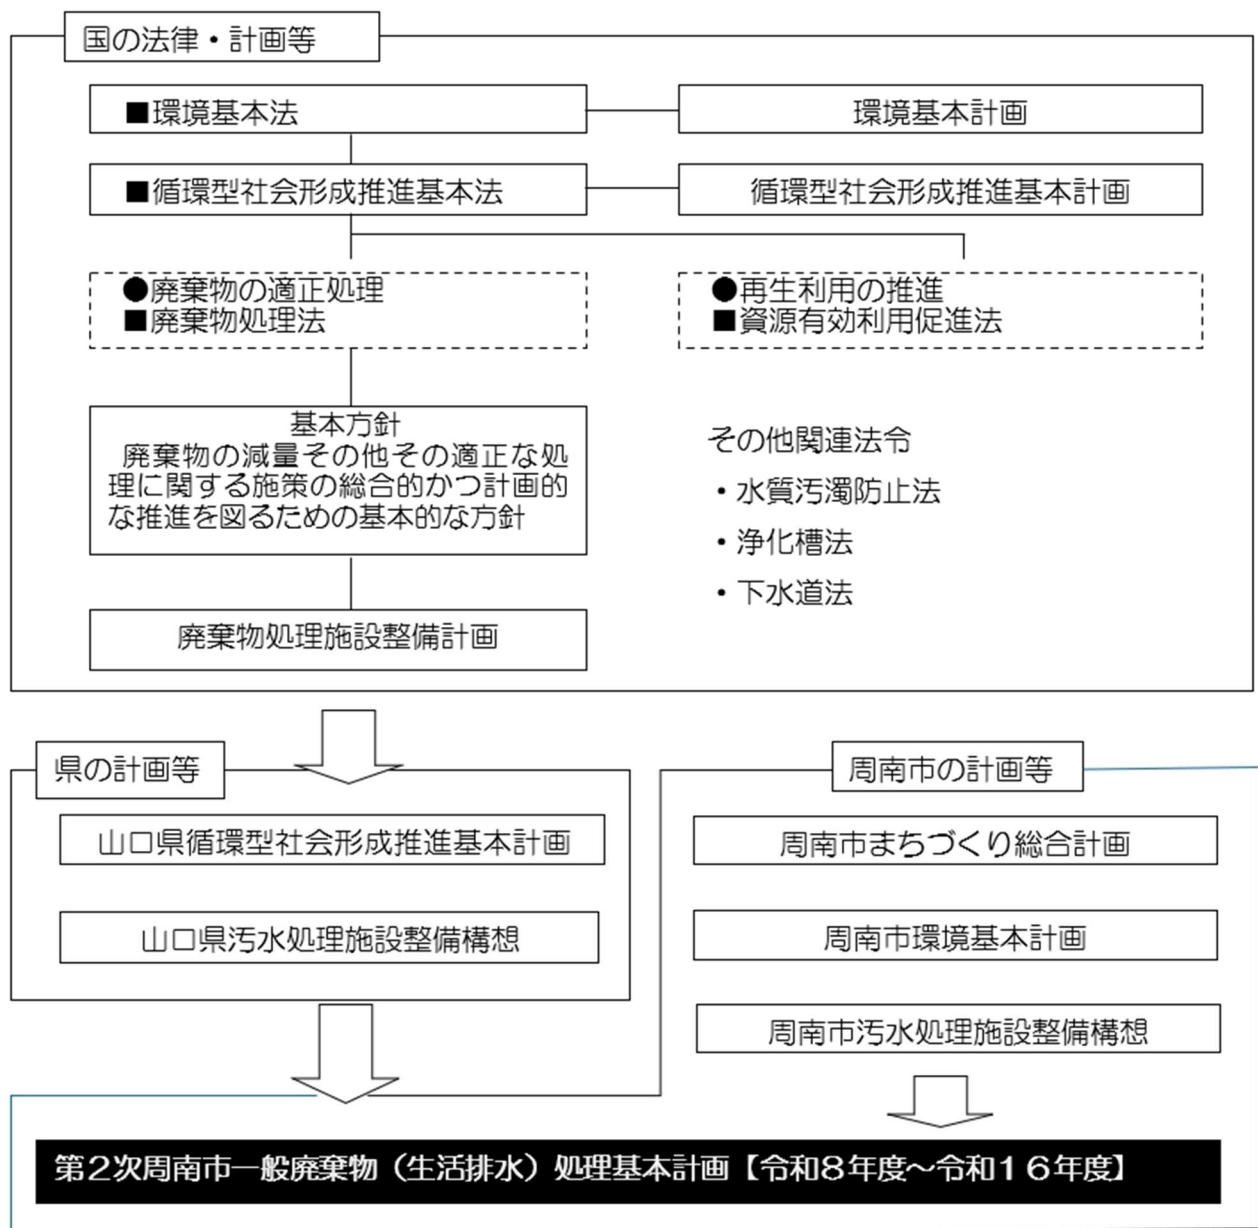 国の法律・計画等
■環境基本法
環境基本計画
■循環型社会形成推進基本法
循環型社会形成推進基本計画
●廃棄物の適正処理
■廃棄物処理法
●再生利用の推進
■資源有効利用促進法
基本方針
廃棄物の減量その他その適正な処
理に関する施策の総合的かつ計画的
な推進を図るための基本的な方針
その他関連法令
・水質汚濁防止法
・浄化槽法
・下水道法
廃棄物処理施設整備計画
県の計画等
山口県循環型社会形成推進基本計画
山口県汚水処理施設整備構想
周南市の計画等
周南市まちづくり総合計画
周南市環境基本計画
周南市汚水処理施設整備構想
第２次周南市一般廃棄物（生活排水）処理基本計画【令和８年度～令和１６年度】